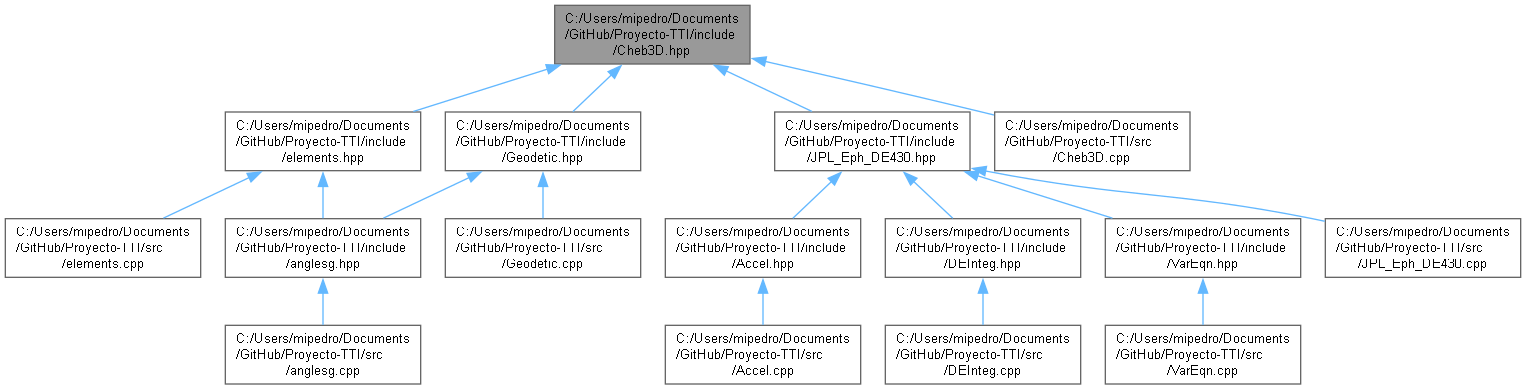 C:/Users/mipedro/Documents
/GitHub/Proyecto-TTI/include
/Cheb3D.hpp
C:/Users/mipedro/Documents
/GitHub/Proyecto-TTI/include
/elements.hpp
C:/Users/mipedro/Documents
/GitHub/Proyecto-TTI/include
/Geodetic.hpp
C:/Users/mipedro/Documents
/GitHub/Proyecto-TTI/include
/JPL_Eph_DE430.hpp
C:/Users/mipedro/Documents
/GitHub/Proyecto-TTI/src
/Cheb3D.cpp
C:/Users/mipedro/Documents
/GitHub/Proyecto-TTI/src
/elements.cpp
C:/Users/mipedro/Documents
/GitHub/Proyecto-TTI/include
/anglesg.hpp
C:/Users/mipedro/Documents
/GitHub/Proyecto-TTI/src
/Geodetic.cpp
C:/Users/mipedro/Documents
/GitHub/Proyecto-TTI/include
/Accel.hpp
C:/Users/mipedro/Documents
/GitHub/Proyecto-TTI/include
/DEInteg.hpp
C:/Users/mipedro/Documents
/GitHub/Proyecto-TTI/include
/VarEqn.hpp
C:/Users/mipedro/Documents
/GitHub/Proyecto-TTI/src
/JPL_Eph_DE430.cpp
C:/Users/mipedro/Documents
/GitHub/Proyecto-TTI/src
/anglesg.cpp
C:/Users/mipedro/Documents
/GitHub/Proyecto-TTI/src
/Accel.cpp
C:/Users/mipedro/Documents
/GitHub/Proyecto-TTI/src
/DEInteg.cpp
C:/Users/mipedro/Documents
/GitHub/Proyecto-TTI/src
/VarEqn.cpp